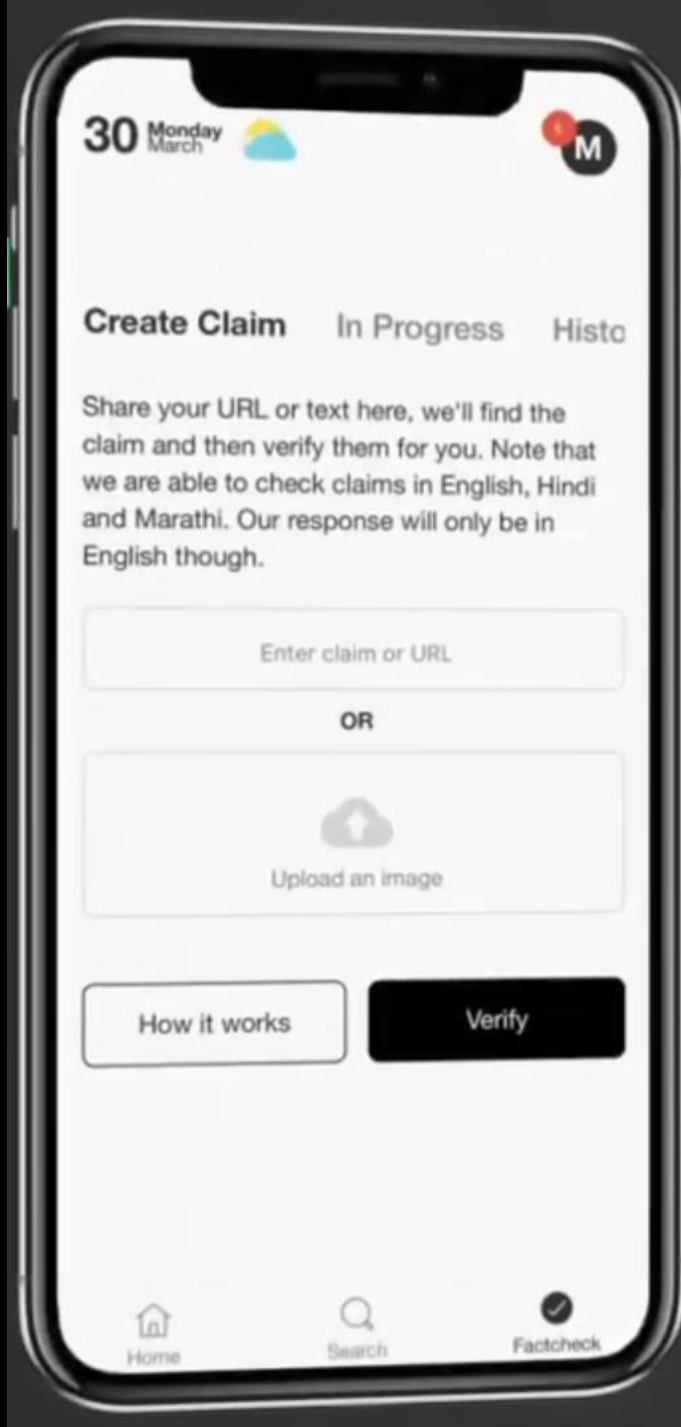 30 Monday
March
M
Create Claim In Progress Histo
Share your URL or text here, we'll find the
claim and then verify them for you. Note that
we are able to check claims in English, Hindi
and Marathi. Our response will only be in
English though.
Enter claim or URL
OR
Upload an image
How it works Verify
Home Search Factcheck